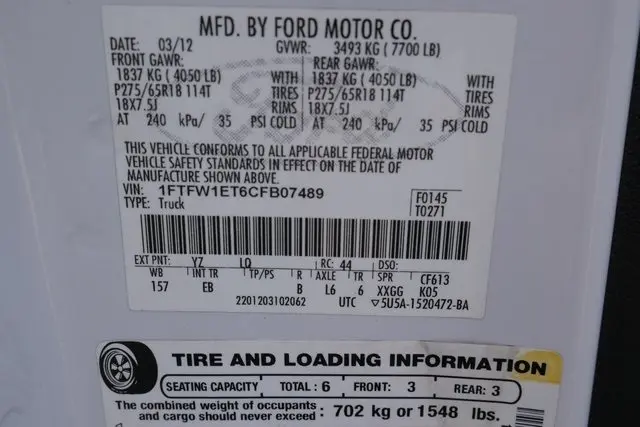 MFD. BY FORD MOTOR CO.
DATE: 03/12 GVWR: 3493 KG ( 7700 LB)
FRONT GAWR: REAR GAWR:
1837 KG ( 4050 LB) WITH 1837 KG ( 4050 LB) WITH
P275/65R18 114T TIRES P275/65R18 114T TIRES
18X7.5J RIMS 18X7.5J RIMS
AT 240 kPa/ 35 PSI COLD AT 240 kPa/ 35 PSI COLD
THIS VEHICLE CONFORMS TO ALL APPLICABLE FEDERAL MOTOR
VEHICLE SAFETY STANDARDS IN EFFECT ON THE DATE OF
MANUFACTURE SHOWN ABOVE.
VIN: 1FTFW1ET6CFB07489 F0145
TYPE: Truck T0271
EXT PNT: YZ LQ RC: 44 DSO:
WB INT TR TP/PS R AXLE TR SPR CF613
157 EB B L6 6 XXGG K05
2201203102062 UTC ▽5U5A-1520472-BA
TIRE AND LOADING INFORMATION
SEATING CAPACITY TOTAL : 6 FRONT: 3 REAR: 3
The combined weight of occupants
and cargo should never exceed : 702 kg or 1548 lbs.